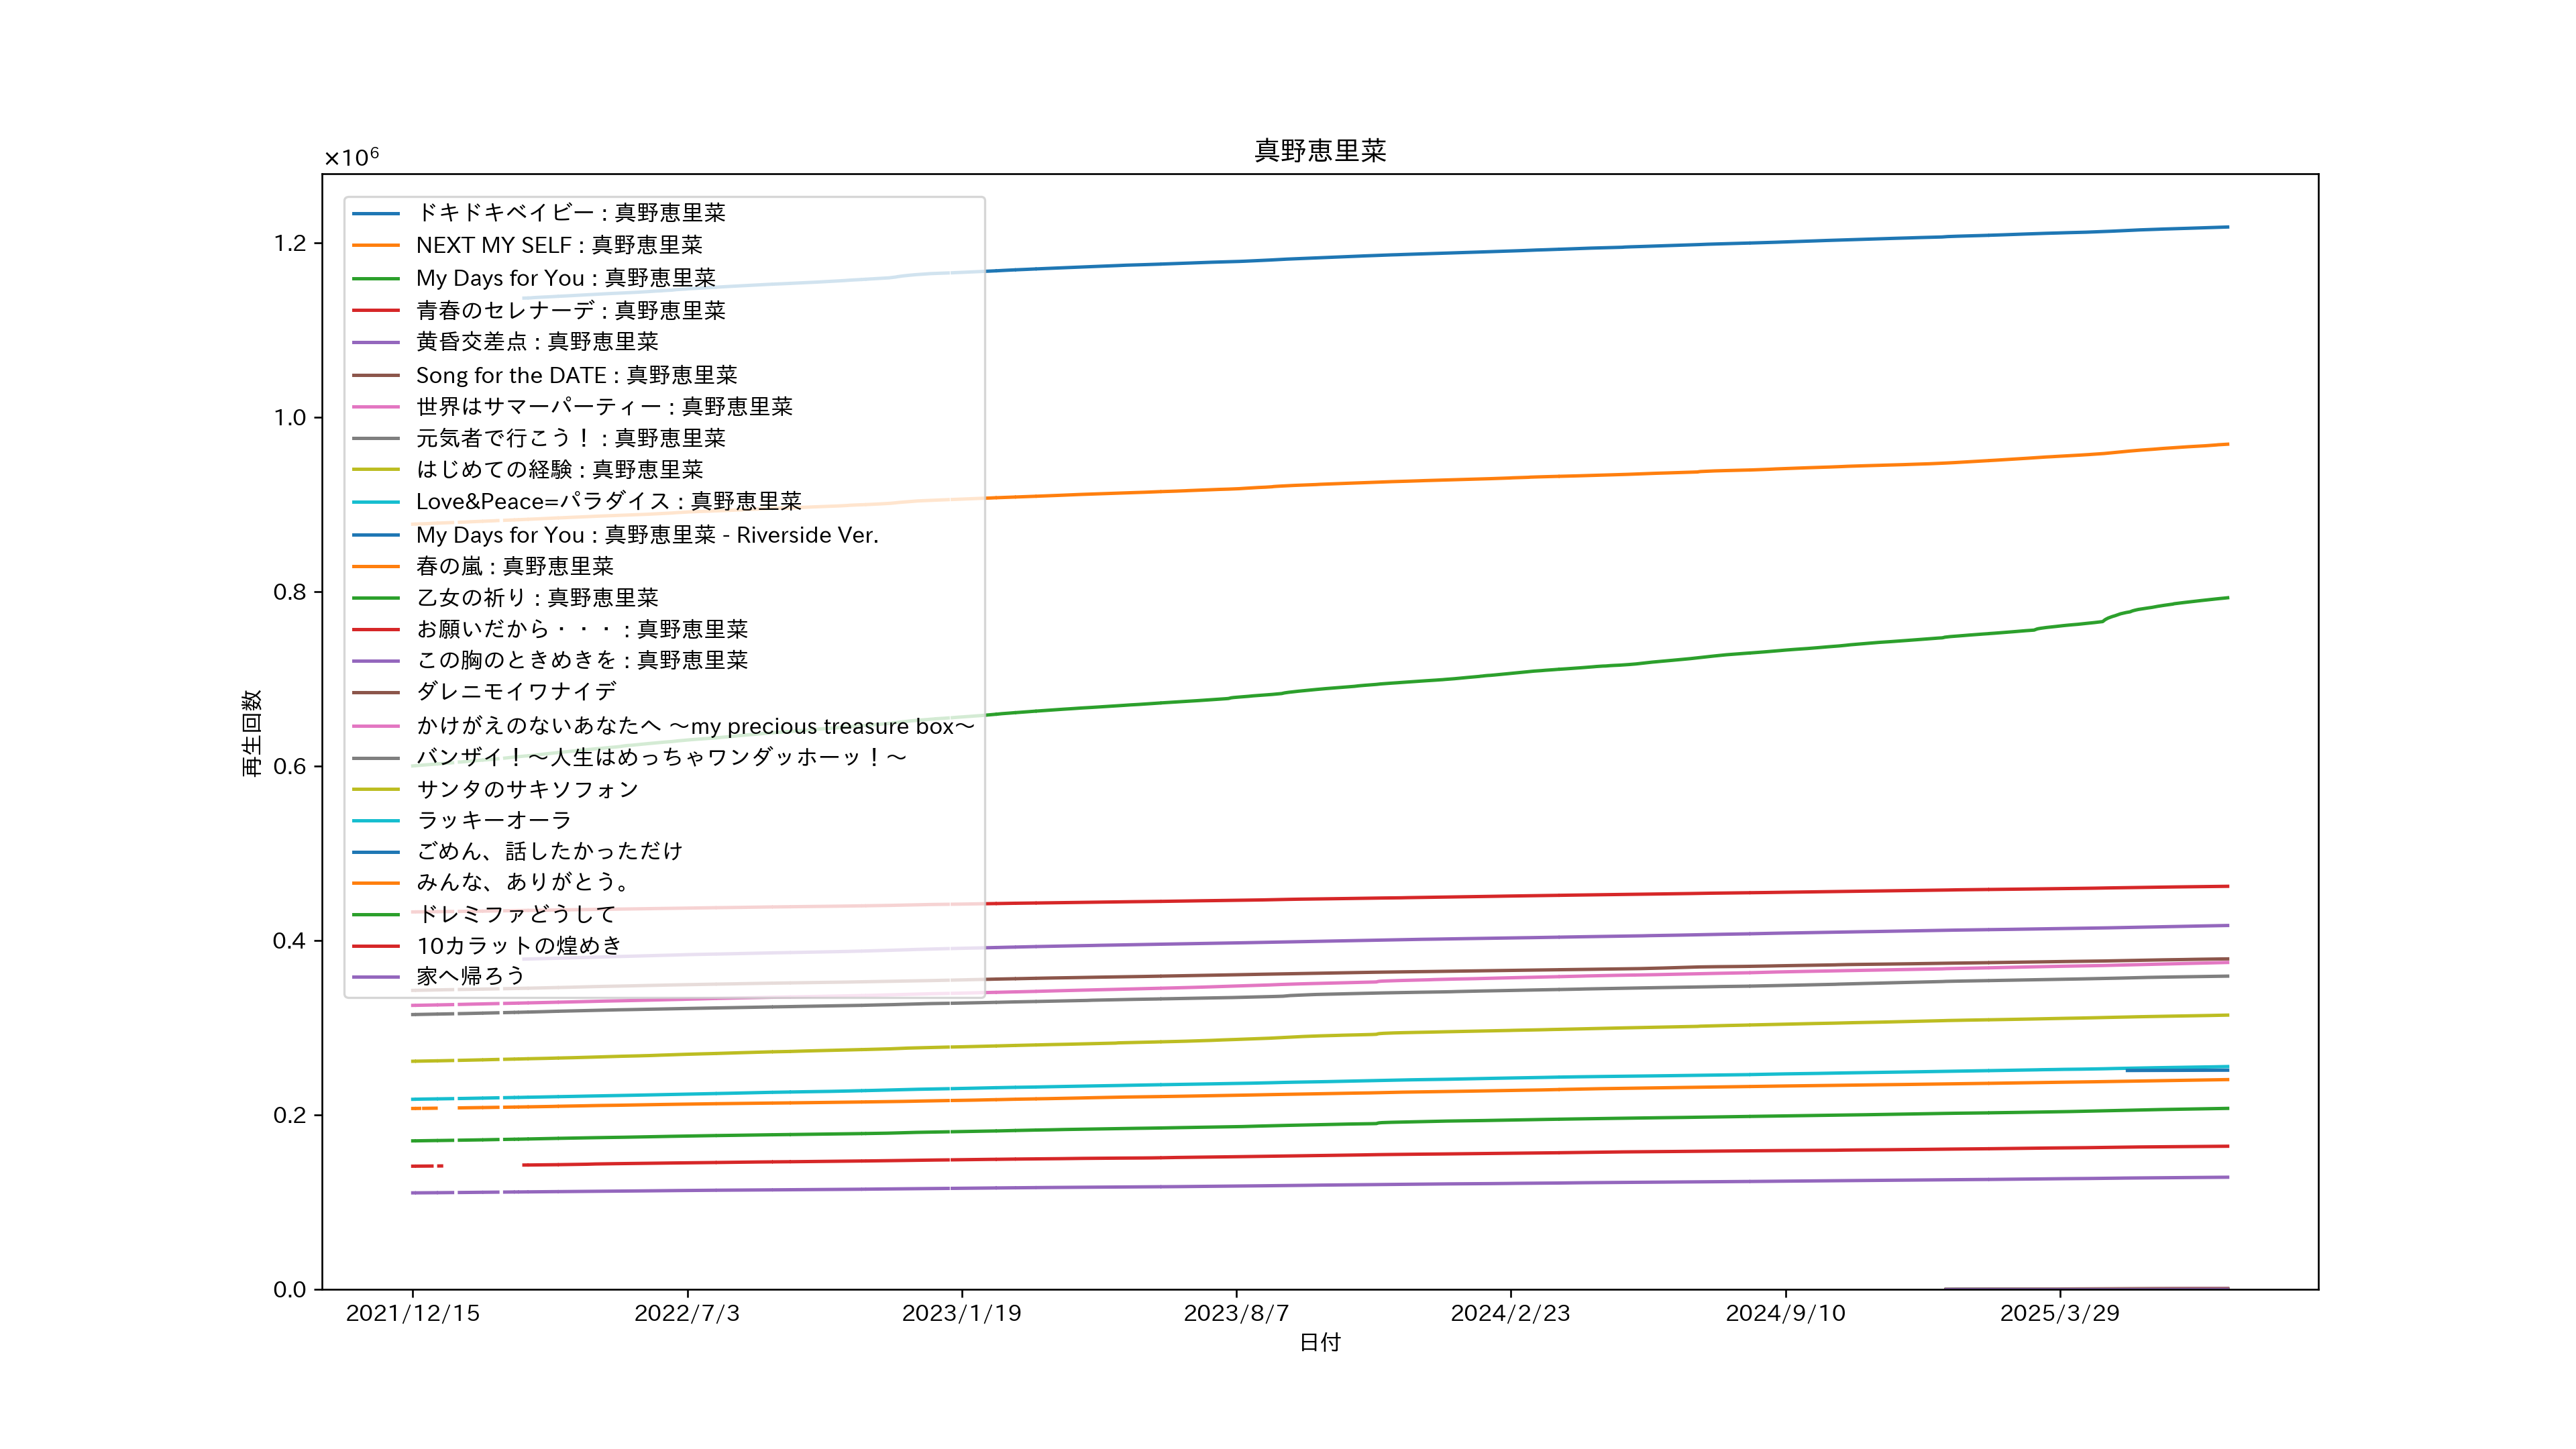 真野恵里菜
×10⁶
1.2
1.0
0.8
0.6
0.4
0.2
0.0
再生回数
ドキドキベイビー : 真野恵里菜
NEXT MY SELF : 真野恵里菜
My Days for You : 真野恵里菜
青春のセレナーデ : 真野恵里菜
黄昏交差点 : 真野恵里菜
Song for the DATE : 真野恵里菜
世界はサマーパーティー : 真野恵里菜
元気者で行こう！ : 真野恵里菜
はじめての経験 : 真野恵里菜
Love&Peace=パラダイス : 真野恵里菜
My Days for You : 真野恵里菜 - Riverside Ver.
春の嵐 : 真野恵里菜
乙女の祈り : 真野恵里菜
お願いだから・・・ : 真野恵里菜
この胸のときめきを : 真野恵里菜
ダレニモイワナイデ
かけがえのないあなたへ 〜my precious treasure box〜
バンザイ！〜人生はめっちゃワンダッホーッ！〜
サンタのサキソフォン
ラッキーオーラ
ごめん、話したかっただけ
みんな、ありがとう。
ドレミファどうして
10カラットの煌めき
家へ帰ろう
2021/12/15
2022/7/3
2023/1/19
2023/8/7
2024/2/23
2024/9/10
2025/3/29
日付